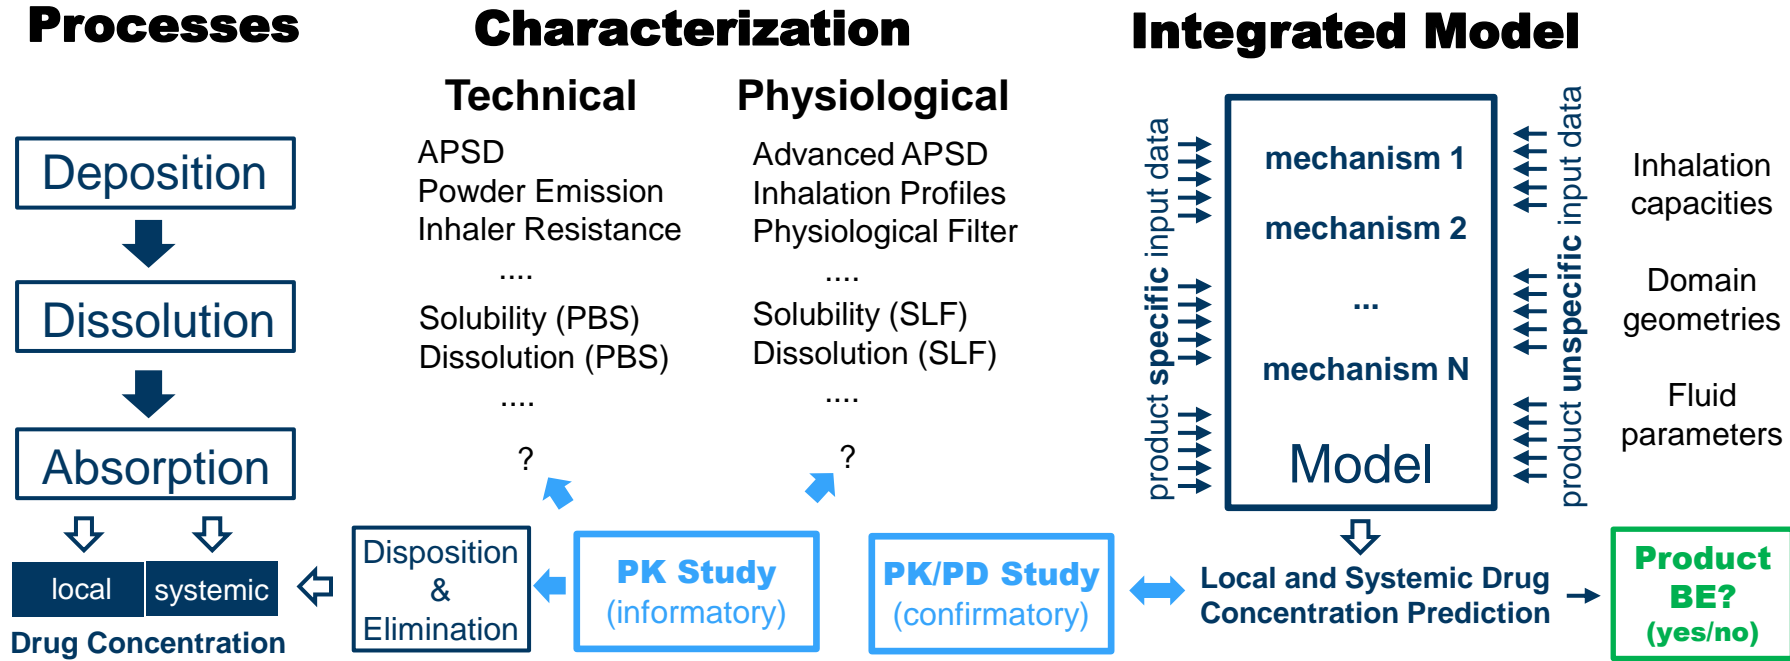 Processes
Deposition
Dissolution
Absorption
local
systemic
Drug Concentration
Characterization
Technical
APSD
Powder Emission
Inhaler Resistance
....
Solubility (PBS)
Dissolution (PBS)
....
?
Physiological
Advanced APSD
Inhalation Profiles
Physiological Filter
....
Solubility (SLF)
Dissolution (SLF)
....
?
Disposition
&
Elimination
PK Study
(informatory)
PK/PD Study
(confirmatory)
Integrated Model
product specific input data
mechanism 1
mechanism 2
...
mechanism N
Model
product unspecific input data
Inhalation
capacities
Domain
geometries
Fluid
parameters
Local and Systemic Drug
Concentration Prediction
Product
BE?
(yes/no)